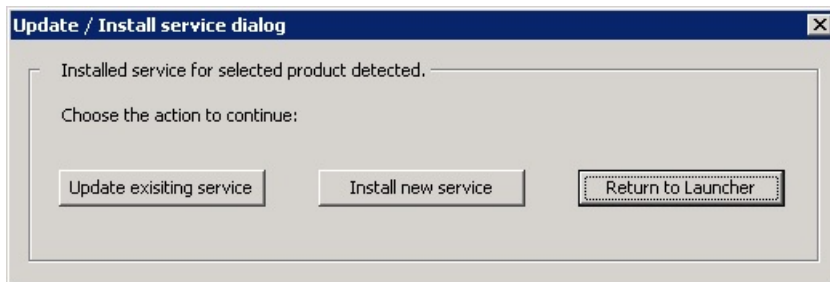 Update / Install service dialog
Installed service for selected product detected.
Choose the action to continue:
Update exisiting service
Install new service
Return to Launcher